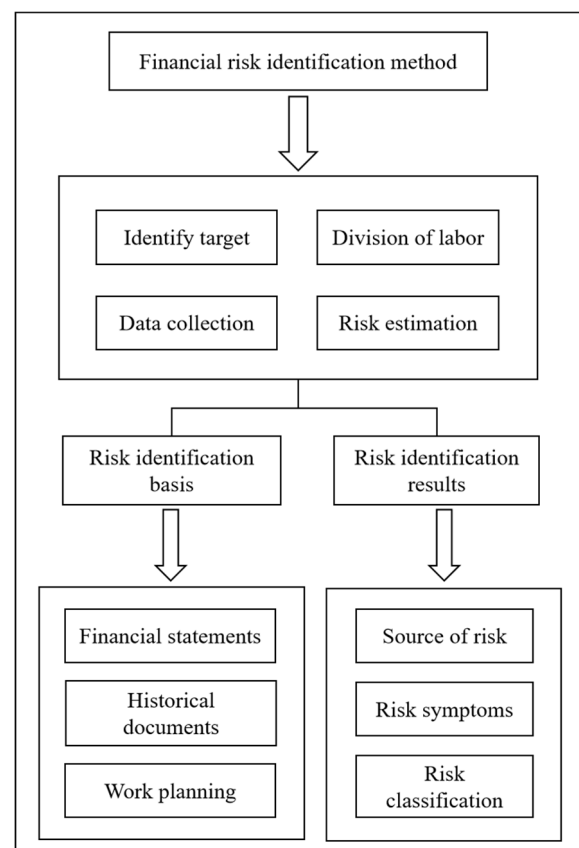 Financial risk identification method
Identify target
Division of labor
Data collection
Risk estimation
Risk identification
basis
Risk identification
results
Financial statements
Historical
documents
Work planning
Source of risk
Risk symptoms
Risk
classification